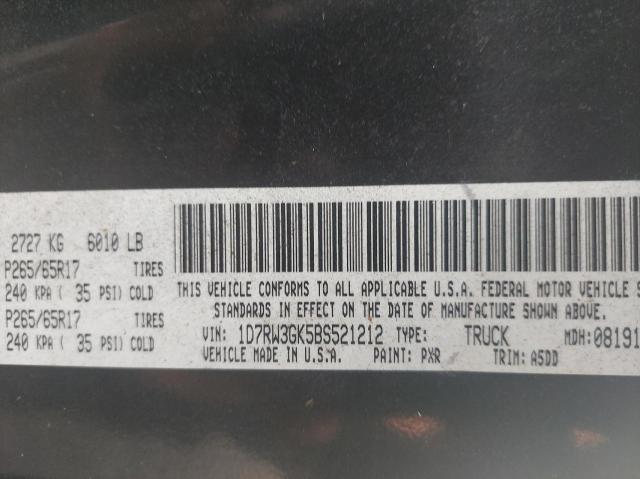 2727 KG 6010 LB
P265/65R17 TIRES
240 KPA ( 35 PSI) COLD
P265/65R17 TIRES
240 KPA ( 35 PSI) COLD
THIS VEHICLE CONFORMS TO ALL APPLICABLE U.S.A. FEDERAL MOTOR VEHICLE S
STANDARDS IN EFFECT ON THE DATE OF MANUFACTURE SHOWN ABOVE.
VIN: 1D7RW3GK5BS521212 TYPE: TRUCK MDH: 08191
VEHICLE MADE IN U.S.A. PAINT: PXR TRIM: A5DD